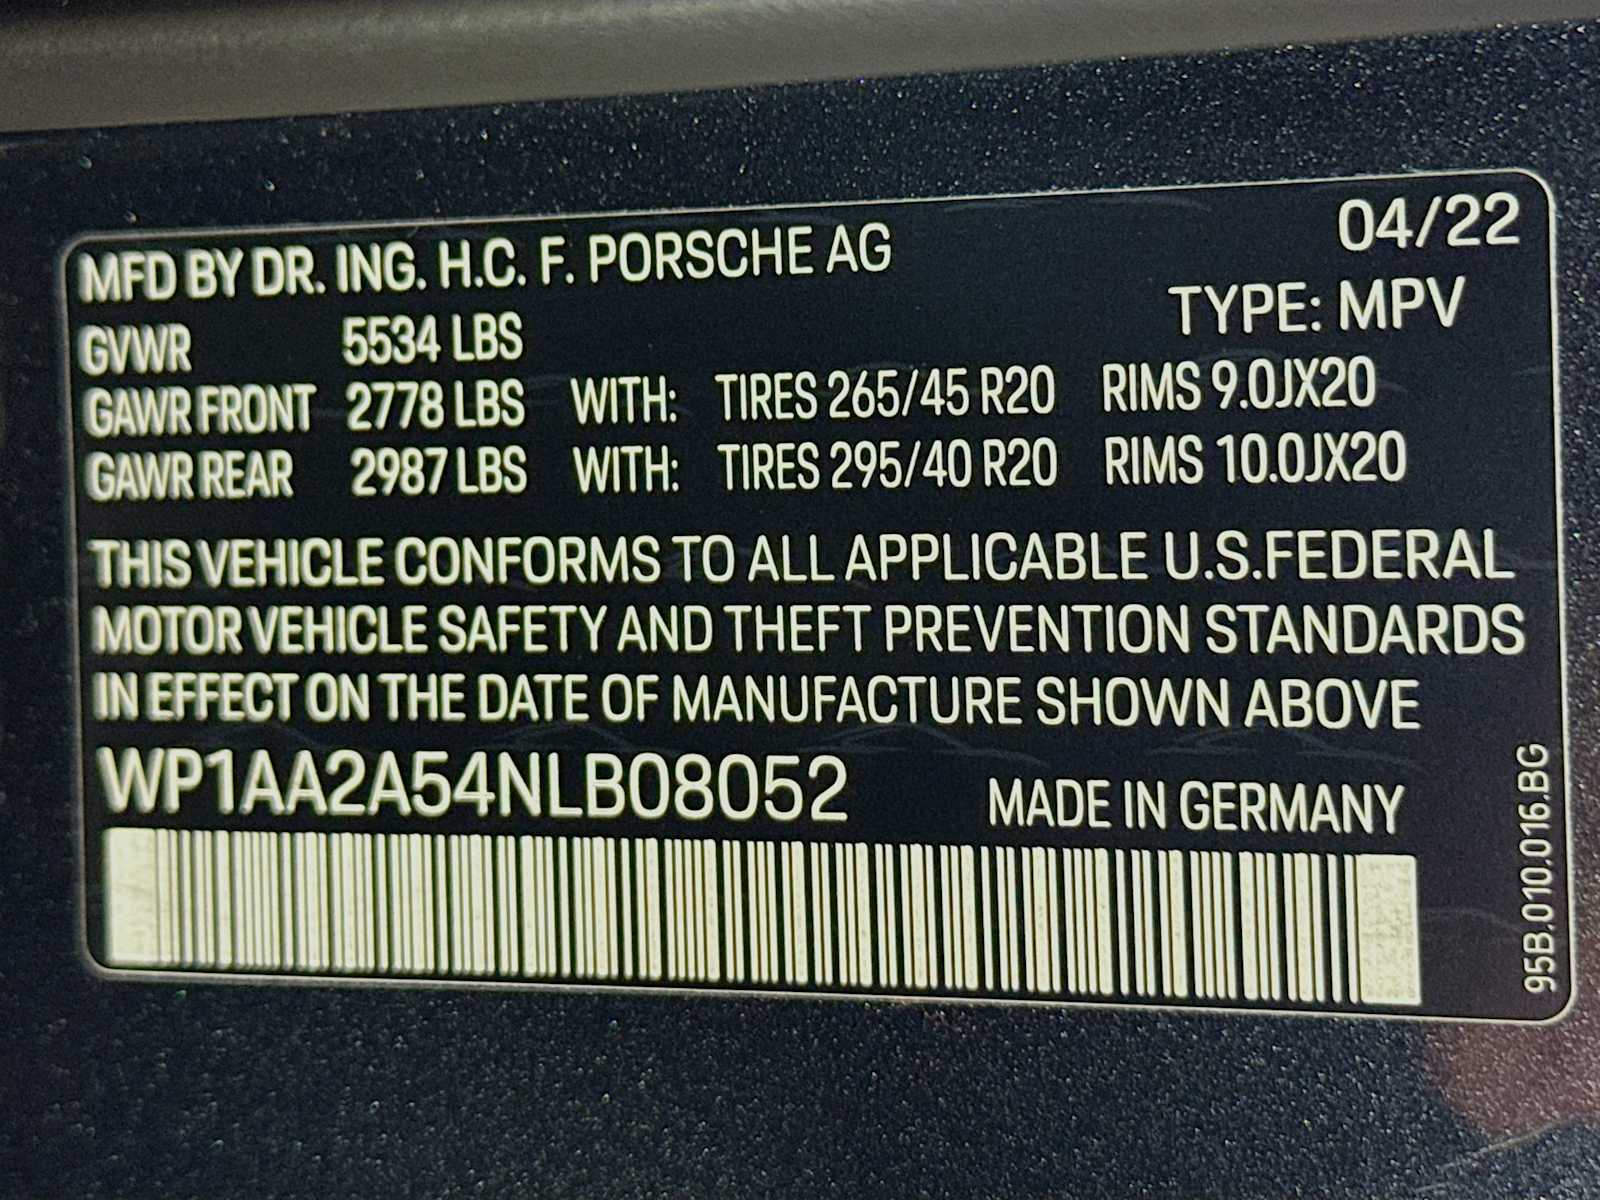 04/22
MFD BY DR. ING. H.C. F. PORSCHE AG
TYPE: MPV
GVWR 5534 LBS
GAWR FRONT 2778 LBS WITH: TIRES 265/45 R20 RIMS 9.0JX20
GAWR REAR 2987 LBS WITH: TIRES 295/40 R20 RIMS 10.0JX20
THIS VEHICLE CONFORMS TO ALL APPLICABLE U.S.FEDERAL
MOTOR VEHICLE SAFETY AND THEFT PREVENTION STANDARDS
IN EFFECT ON THE DATE OF MANUFACTURE SHOWN ABOVE
WP1AA2A54NLB08052
MADE IN GERMANY
95B.010.016.BG